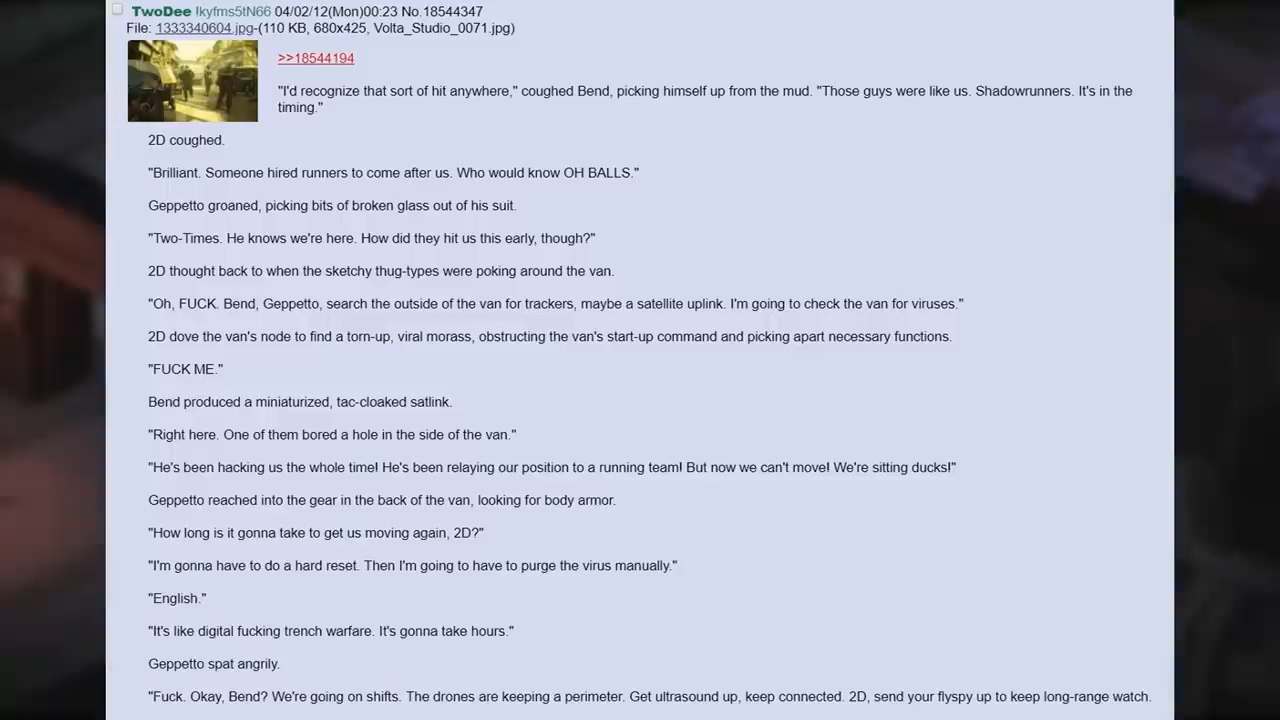 TwoDee !kyfms5tN66 04/02/12(Mon)00:23 No.18544347
File: 1333340604.jpg-(110 KB, 680x425, Volta_Studio_0071.jpg)
>>18544194
"I'd recognize that sort of hit anywhere," coughed Bend, picking himself up from the mud. "Those guys were like us. Shadowrunners. It's in the
timing."
2D coughed.
"Brilliant. Someone hired runners to come after us. Who would know OH BALLS."
Geppetto groaned, picking bits of broken glass out of his suit.
"Two-Times. He knows we're here. How did they hit us this early, though?"
2D thought back to when the sketchy thug-types were poking around the van.
"Oh, FUCK. Bend, Geppetto, search the outside of the van for trackers, maybe a satellite uplink. I'm going to check the van for viruses."
2D dove the van's node to find a torn-up, viral morass, obstructing the van's start-up command and picking apart necessary functions.
"FUCK ME."
Bend produced a miniaturized, tac-cloaked satlink.
"Right here. One of them bored a hole in the side of the van."
"He's been hacking us the whole time! He's been relaying our position to a running team! But now we can't move! We're sitting ducks!"
Geppetto reached into the gear in the back of the van, looking for body armor.
"How long is it gonna take to get us moving again, 2D?"
"I'm gonna have to do a hard reset. Then I'm going to have to purge the virus manually."
"English."
"It's like digital fucking trench warfare. It's gonna take hours."
Geppetto spat angrily.
"Fuck. Okay, Bend? We're going on shifts. The drones are keeping a perimeter. Get ultrasound up, keep connected. 2D, send your flyspy up to keep long-range watch.